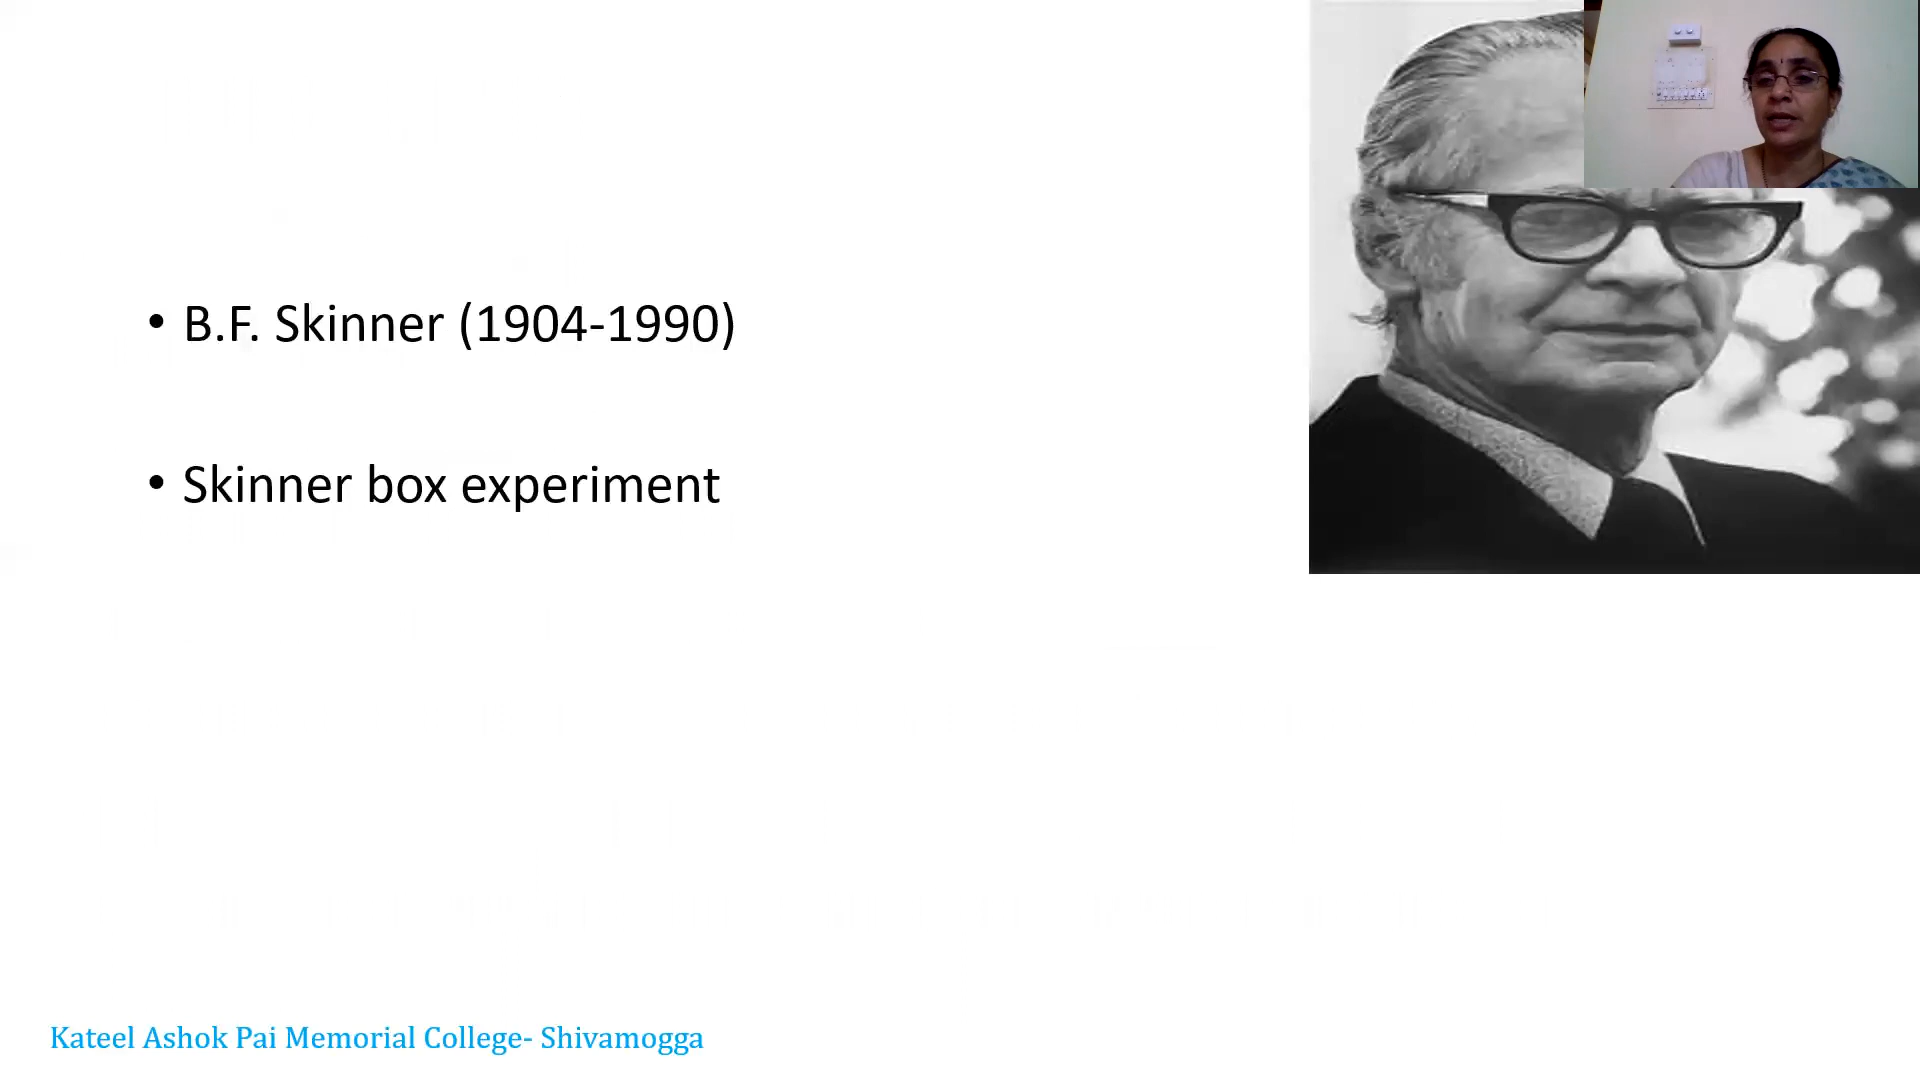 • B.F. Skinner (1904-1990)
• Skinner box experiment
Kateel Ashok Pai Memorial College- Shivamogga